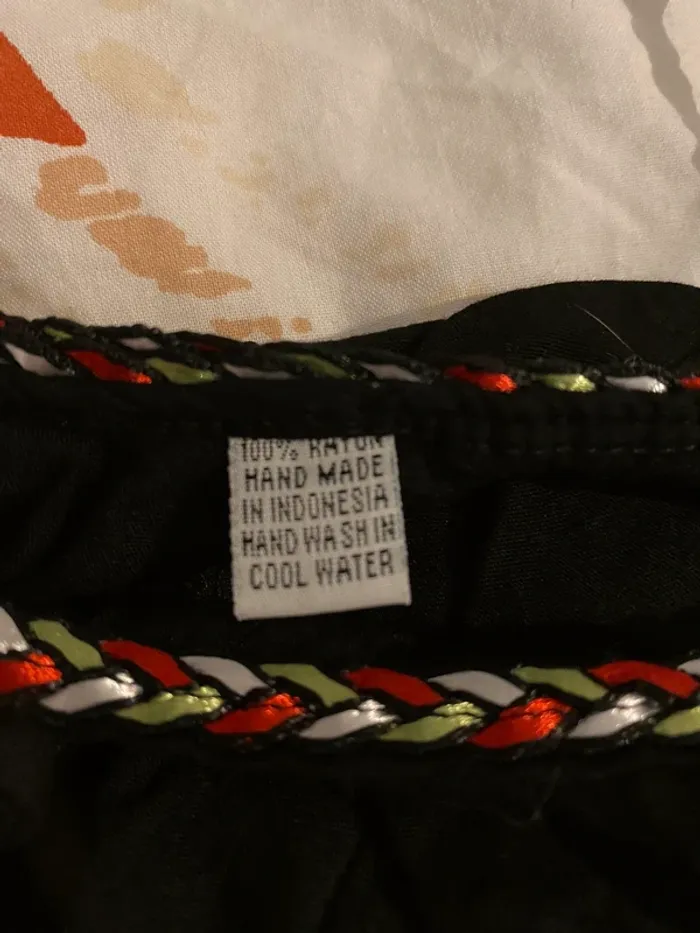 100% RAYON
HAND MADE
IN INDONESIA
HAND WASH IN
COOL WATER